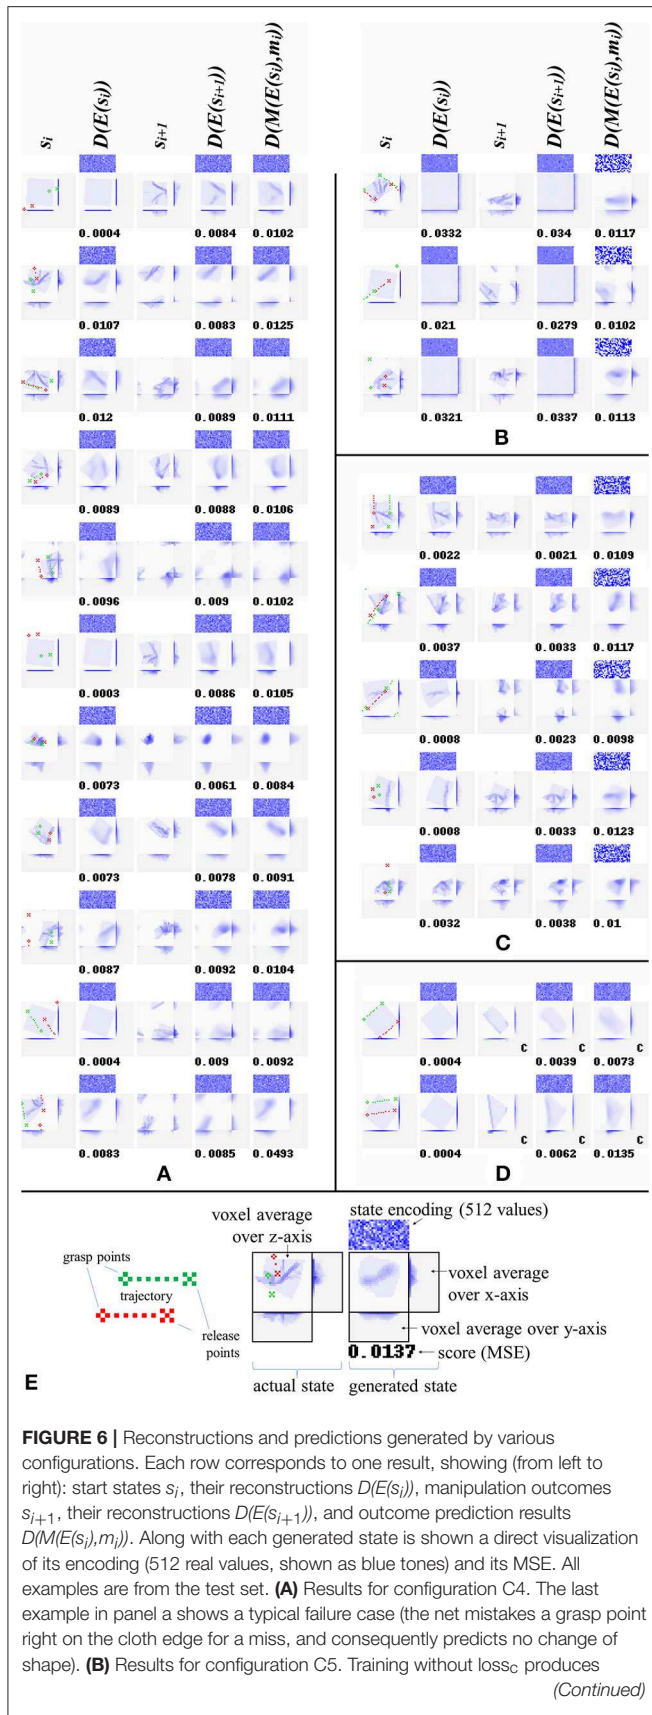 s_i D(E(s_i)) s_{i+1} D(E(s_{i+1})) D(M(E(s_i),m_i))
0.0004 0.0084 0.0102
0.0107 0.0083 0.0125
0.012 0.0089 0.0111
0.0089 0.0088 0.0106
0.0096 0.009 0.0102
0.0003 0.0086 0.0105
0.0073 0.0061 0.0084
0.0073 0.0078 0.0091
0.0087 0.0092 0.0104
0.0004 0.009 0.0092
0.0083 0.0085 0.0493
A
s_i D(E(s_i)) s_{i+1} D(E(s_{i+1})) D(M(E(s_i),m_i))
0.0332 0.034 0.0117
0.021 0.0279 0.0102
0.0321 0.0337 0.0113
B
0.0022 0.0021 0.0109
0.0037 0.0033 0.0117
0.0008 0.0023 0.0098
0.0008 0.0033 0.0123
0.0032 0.0038 0.01
C
C C C
0.0004 0.0039 0.0073
C C C
0.0004 0.0062 0.0135
D
grasp points
trajectory
release
points
voxel average
over z-axis
state encoding (512 values)
voxel average
over x-axis
voxel average over y-axis
0.0137 score (MSE)
actual state generated state
E
FIGURE 6 | Reconstructions and predictions generated by various
configurations. Each row corresponds to one result, showing (from left to
right): start states s_i, their reconstructions D(E(s_i)), manipulation outcomes
s_{i+1}, their reconstructions D(E(s_{i+1})), and outcome prediction results
D(M(E(s_i),m_i)). Along with each generated state is shown a direct visualization
of its encoding (512 real values, shown as blue tones) and its MSE. All
examples are from the test set. (A) Results for configuration C4. The last
example in panel a shows a typical failure case (the net mistakes a grasp point
right on the cloth edge for a miss, and consequently predicts no change of
shape). (B) Results for configuration C5. Training without loss_C produces
(Continued)